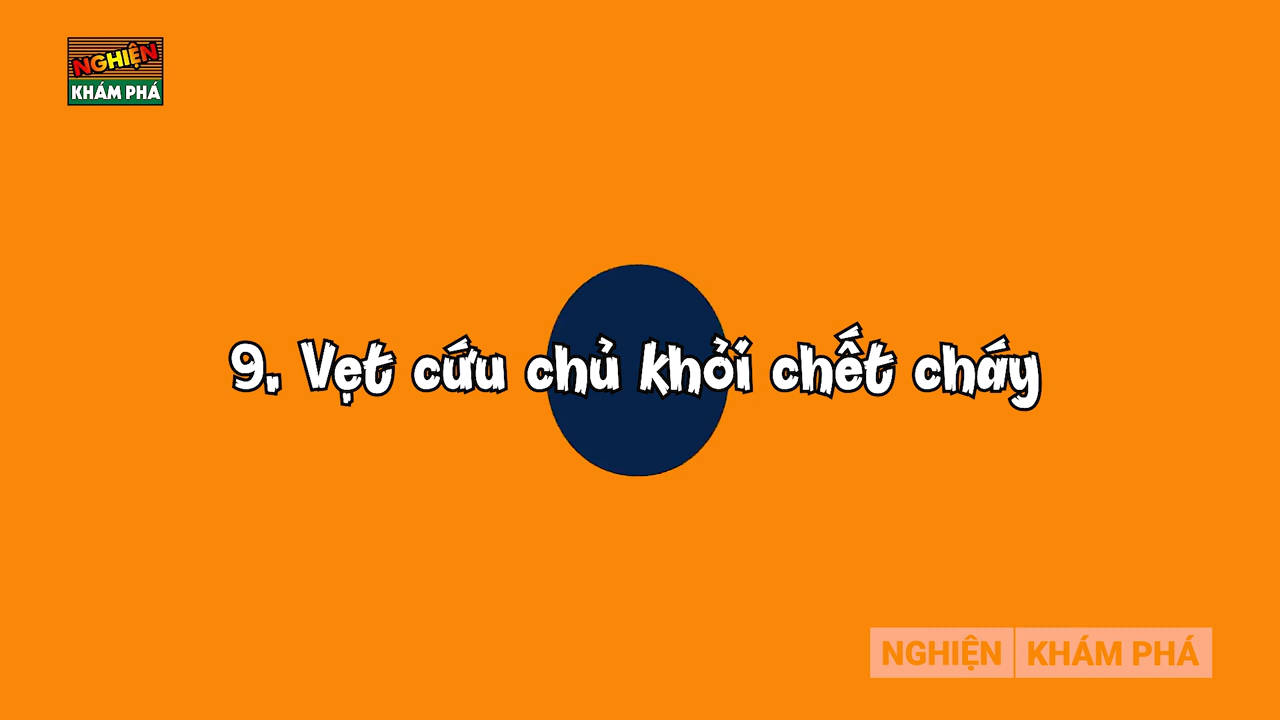 NGHIỆN
KHÁM PHÁ
9. Vẹt cứu chủ khỏi chết cháy
NGHIỆN KHÁM PHÁ